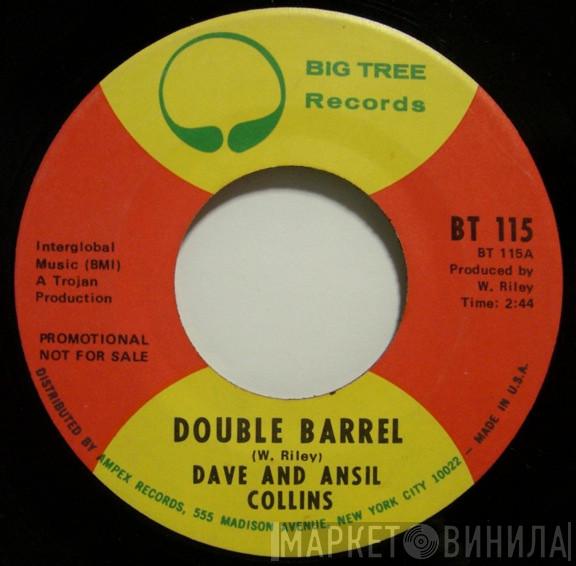 BIG TREE
Records
Interglobal
Music (BMI)
A Trojan
Production
PROMOTIONAL
NOT FOR SALE
BT 115
BT 115A
Produced by
W. Riley
Time: 2:44
DOUBLE BARREL
(W. Riley)
DAVE AND ANSIL
COLLINS
DISTRIBUTED BY AMPEX RECORDS, 555 MADISON AVENUE, NEW YORK CITY 10022 — MADE IN U.S.A.
МАРКЕТ ВИНИЛА